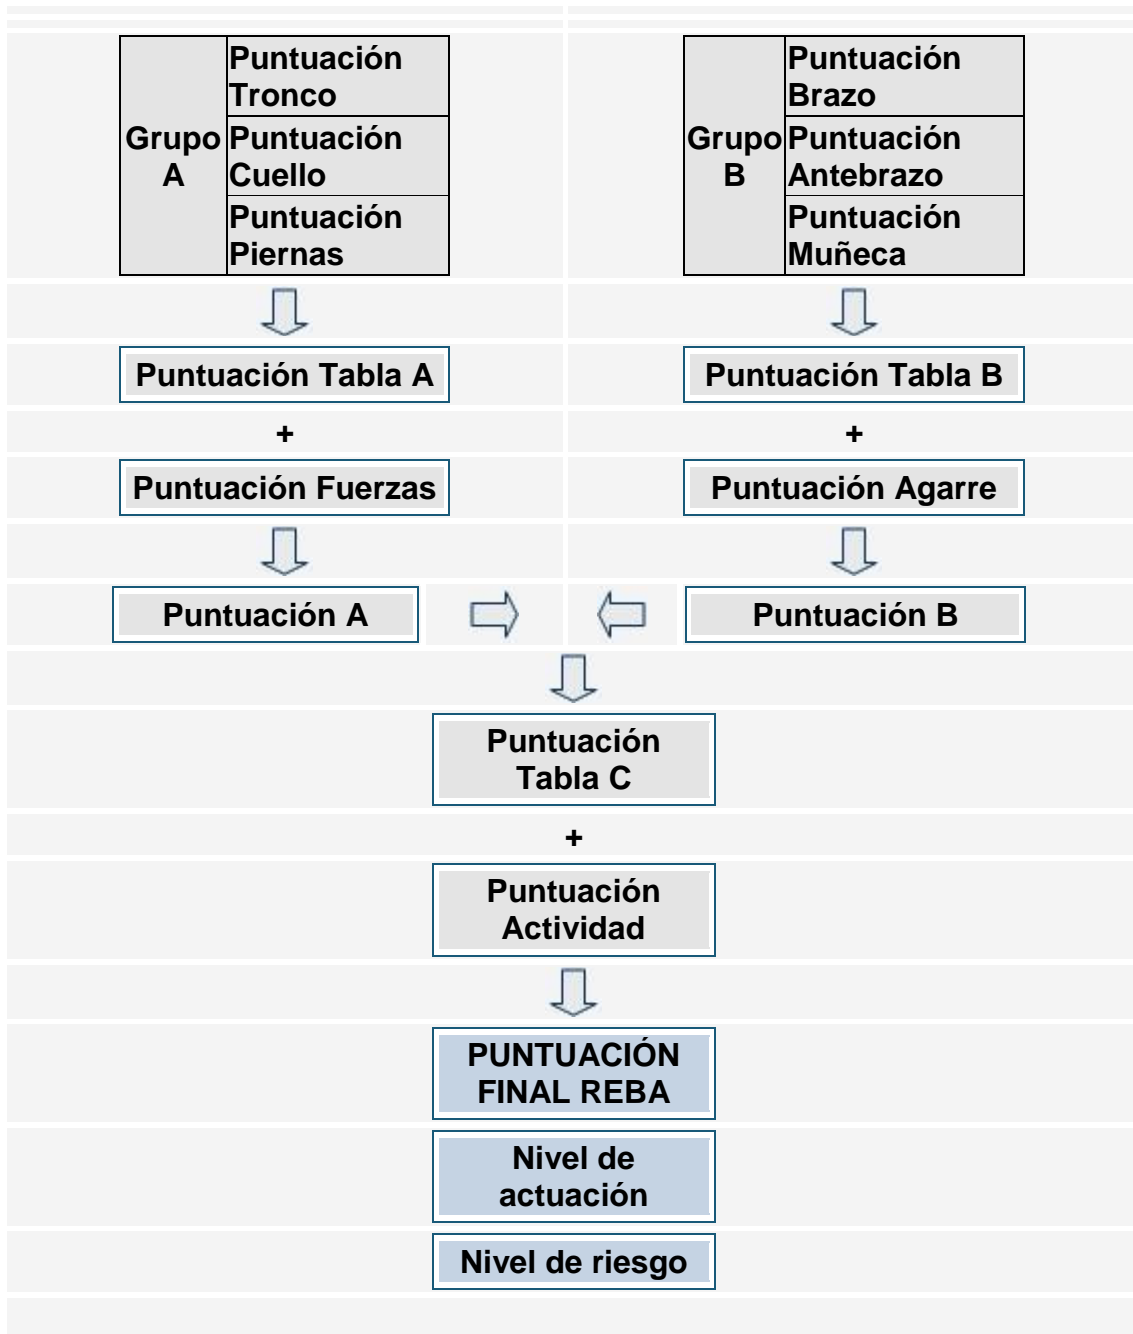 Grupo
A
Puntuación
Tronco
Puntuación
Cuello
Puntuación
Piernas
Grupo
B
Puntuación
Brazo
Puntuación
Antebrazo
Puntuación
Muñeca
Puntuación Tabla A
Puntuación Tabla B
+
+
Puntuación Fuerzas
Puntuación Agarre
Puntuación A
Puntuación B
Puntuación
Tabla C
+
Puntuación
Actividad
PUNTUACIÓN
FINAL REBA
Nivel de
actuación
Nivel de riesgo